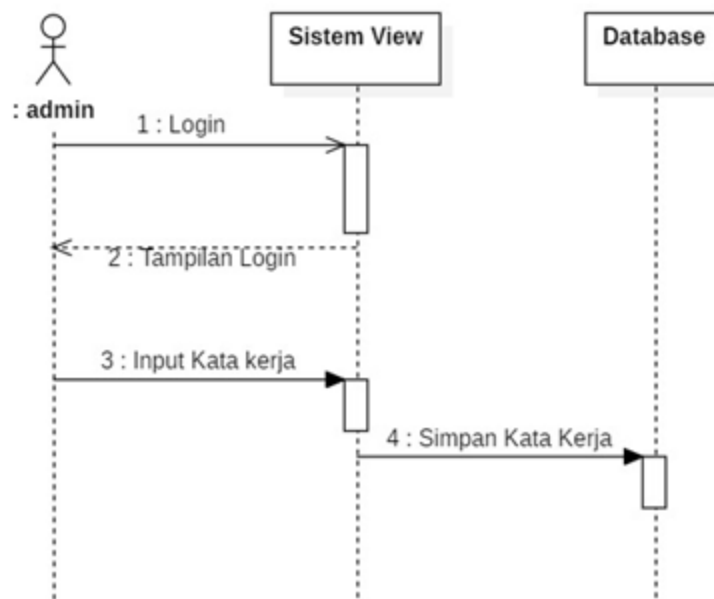 Sistem View
Database
: admin
1 : Login
2 : Tampilan Login
3 : Input Kata kerja
4 : Simpan Kata Kerja